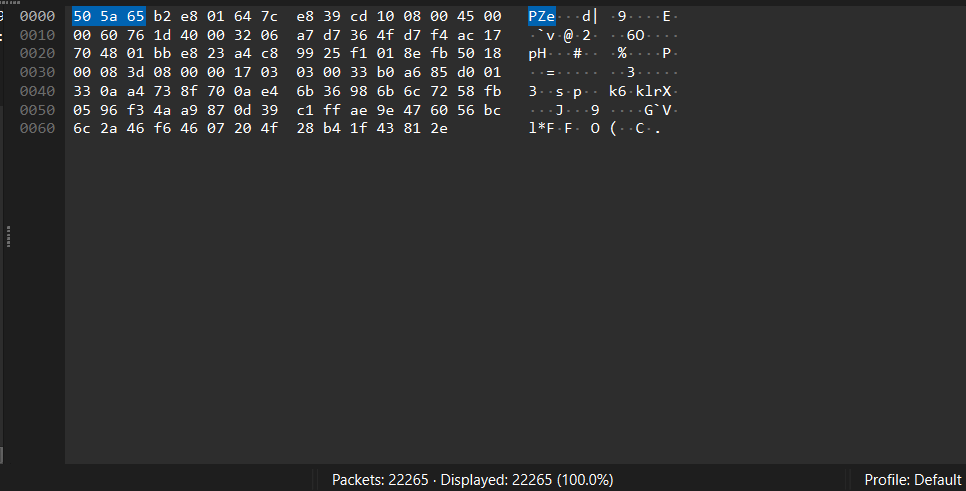 0000 50 5a 65 b2 e8 01 64 7c e8 39 cd 10 08 00 45 00 PZe···d| ·9····E·
0010 00 60 76 1d 40 00 32 06 a7 d7 36 4f d7 f4 ac 17 ·`v·@·2· ··6O····
0020 70 48 01 bb e8 23 a4 c8 99 25 f1 01 8e fb 50 18 pH···#·· ·%····P·
0030 00 08 3d 08 00 00 17 03 03 00 33 b0 a6 85 d0 01 ··=····· ··3·····
0040 33 0a a4 73 8f 70 0a e4 6b 36 98 6b 6c 72 58 fb 3··s·p·· k6·klrX·
0050 05 96 f3 4a a9 87 0d 39 c1 ff ae 9e 47 60 56 bc ···J···9 ····G`V·
0060 6c 2a 46 f6 46 07 20 4f 28 b4 1f 43 81 2e l*F·F· O (··C·.
Packets: 22265 · Displayed: 22265 (100.0%)
Profile: Default